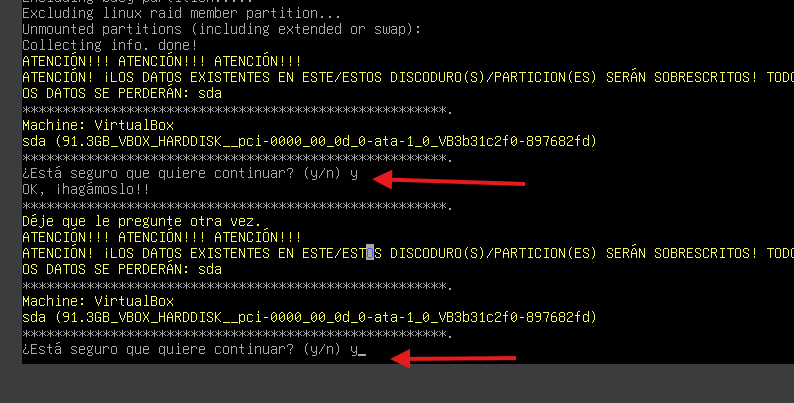 Excluding busy partition.....
Excluding linux raid member partition...
Unmounted partitions (including extended or swap):
Collecting info. done!
ATENCIÓN!!! ATENCIÓN!!! ATENCIÓN!!!
ATENCIÓN! ¡LOS DATOS EXISTENTES EN ESTE/ESTOS DISCODURO(S)/PARTICION(ES) SERÁN SOBRESCRITOS! TODO
OS DATOS SE PERDERÁN: sda
*****************************************************.
Machine: VirtualBox
sda (91.3GB_VBOX_HARDDISK__pci-0000_00_0d_0-ata-1_0_VB3b31c2f0-897682fd)
*****************************************************.
¿Está seguro que quiere continuar? (y/n) y
OK, ¡hagámoslo!!
*****************************************************.
Déje que le pregunte otra vez.
ATENCIÓN!!! ATENCIÓN!!! ATENCIÓN!!!
ATENCIÓN! ¡LOS DATOS EXISTENTES EN ESTE/ESTOS DISCODURO(S)/PARTICION(ES) SERÁN SOBRESCRITOS! TODO
OS DATOS SE PERDERÁN: sda
*****************************************************.
Machine: VirtualBox
sda (91.3GB_VBOX_HARDDISK__pci-0000_00_0d_0-ata-1_0_VB3b31c2f0-897682fd)
*****************************************************.
¿Está seguro que quiere continuar? (y/n) y_